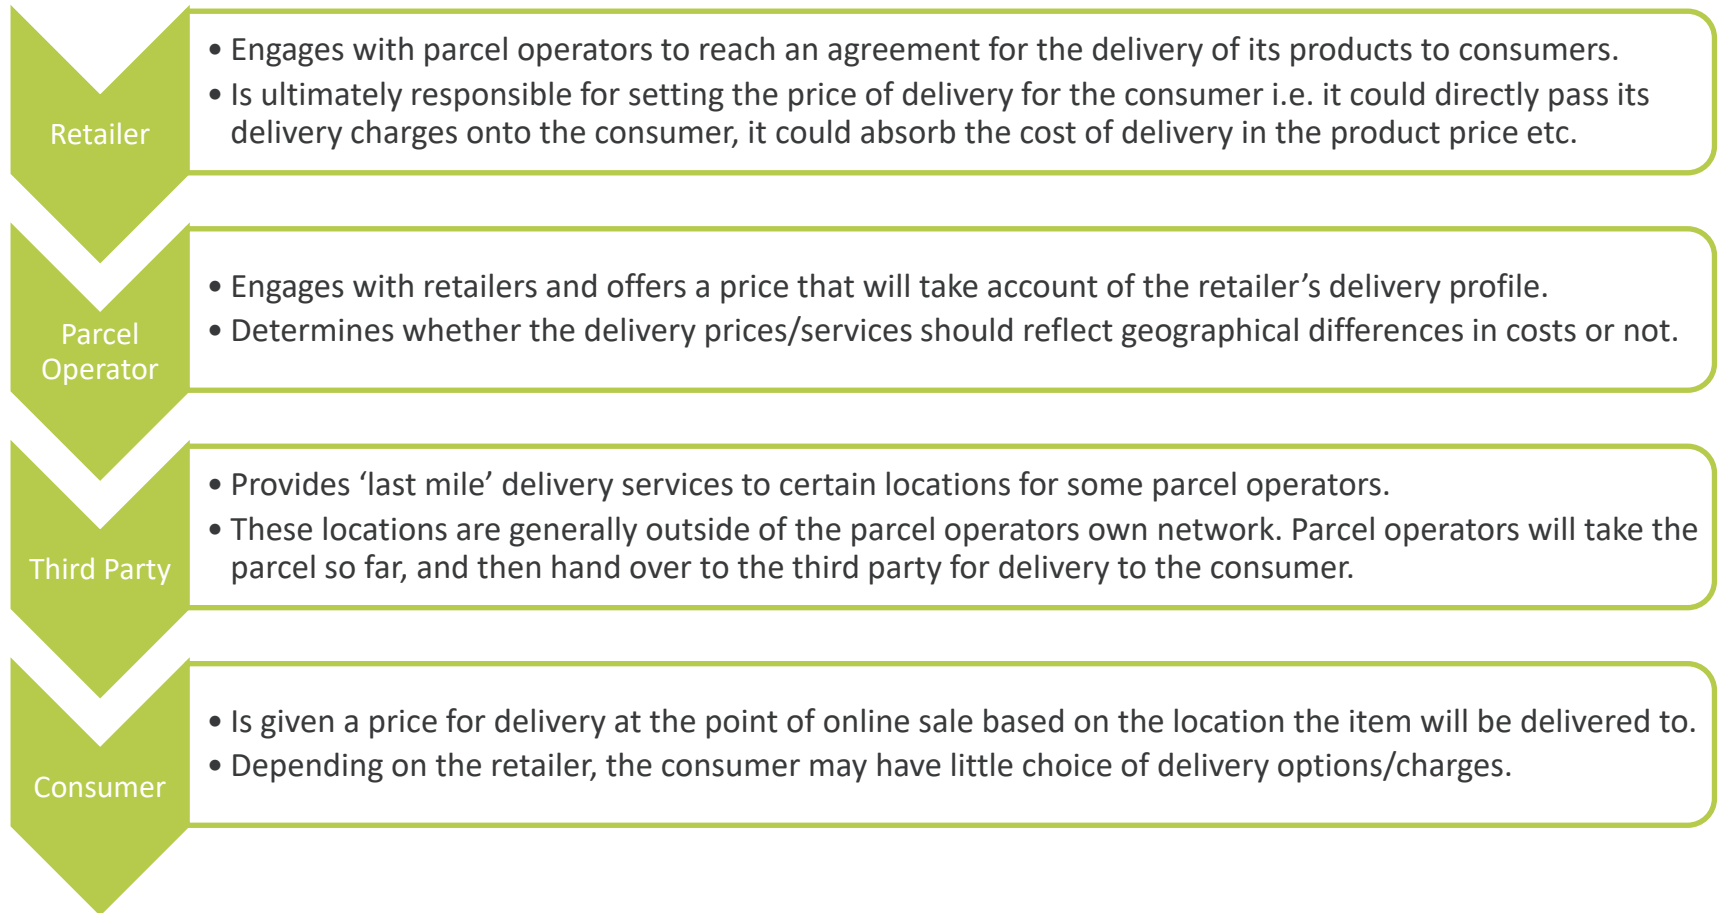 Retailer
• Engages with parcel operators to reach an agreement for the delivery of its products to consumers.
• Is ultimately responsible for setting the price of delivery for the consumer i.e. it could directly pass its
delivery charges onto the consumer, it could absorb the cost of delivery in the product price etc.
Parcel
Operator
• Engages with retailers and offers a price that will take account of the retailer’s delivery profile.
• Determines whether the delivery prices/services should reflect geographical differences in costs or not.
Third Party
• Provides ‘last mile’ delivery services to certain locations for some parcel operators.
• These locations are generally outside of the parcel operators own network. Parcel operators will take the
parcel so far, and then hand over to the third party for delivery to the consumer.
Consumer
• Is given a price for delivery at the point of online sale based on the location the item will be delivered to.
• Depending on the retailer, the consumer may have little choice of delivery options/charges.